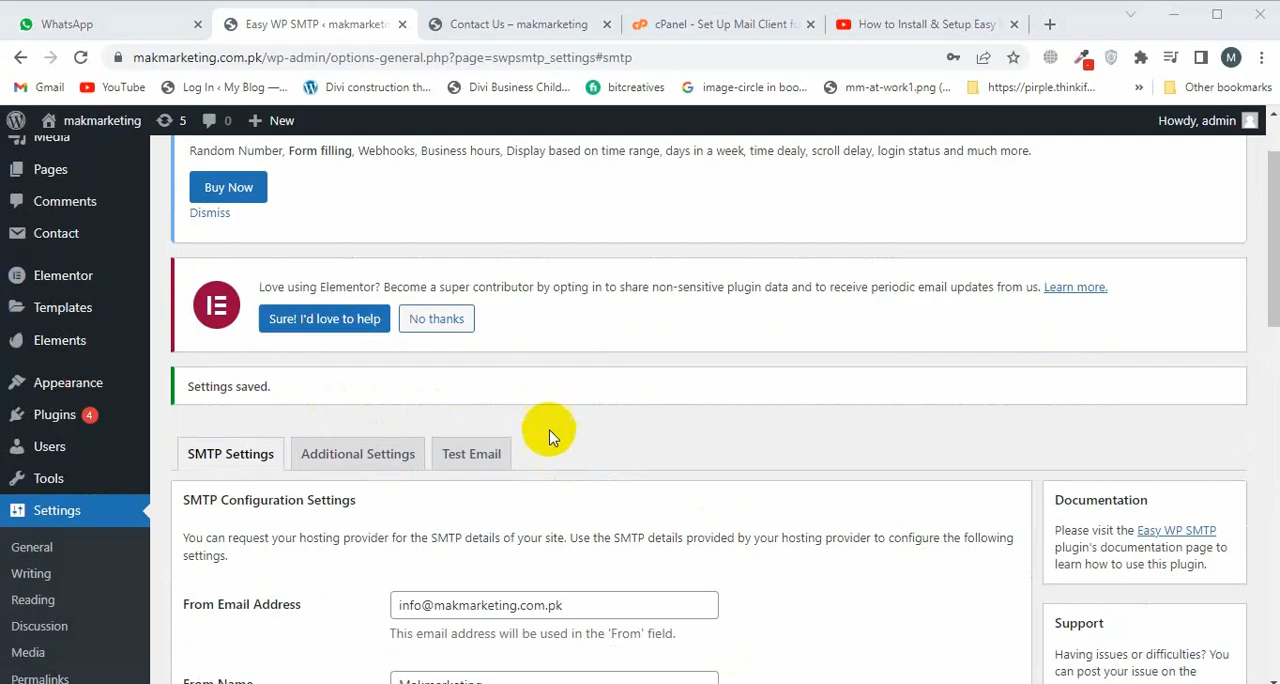 WhatsApp
Easy WP SMTP ‹ makmarketin
Contact Us – makmarketing
cPanel - Set Up Mail Client fo
How to Install & Setup Easy W
makmarketing.com.pk/wp-admin/options-general.php?page=swpsmtp_settings#smtp
M
Gmail
YouTube
Log In ‹ My Blog —...
Divi construction th...
Divi Business Child...
bitcreatives
image-circle in boo...
mm-at-work1.png (...
https://pirple.thinkif...
»
Other bookmarks
makmarketing
5
0
New
Howdy, admin
Media
Pages
Comments
Contact
Elementor
Templates
Elements
Appearance
Plugins 4
Users
Tools
Settings
General
Writing
Reading
Discussion
Media
Permalinks
Random Number, Form filling, Webhooks, Business hours, Display based on time range, days in a week, time dealy, scroll delay, login status and much more.
Buy Now
Dismiss
Love using Elementor? Become a super contributor by opting in to share non-sensitive plugin data and to receive periodic email updates from us. Learn more.
Sure! I'd love to help
No thanks
Settings saved.
SMTP Settings
Additional Settings
Test Email
SMTP Configuration Settings
You can request your hosting provider for the SMTP details of your site. Use the SMTP details provided by your hosting provider to configure the following
settings.
From Email Address
info@makmarketing.com.pk
This email address will be used in the 'From' field.
From Name
Makmarketing
Documentation
Please visit the Easy WP SMTP
plugin's documentation page to
learn how to use this plugin.
Support
Having issues or difficulties? You
can post your issue on the